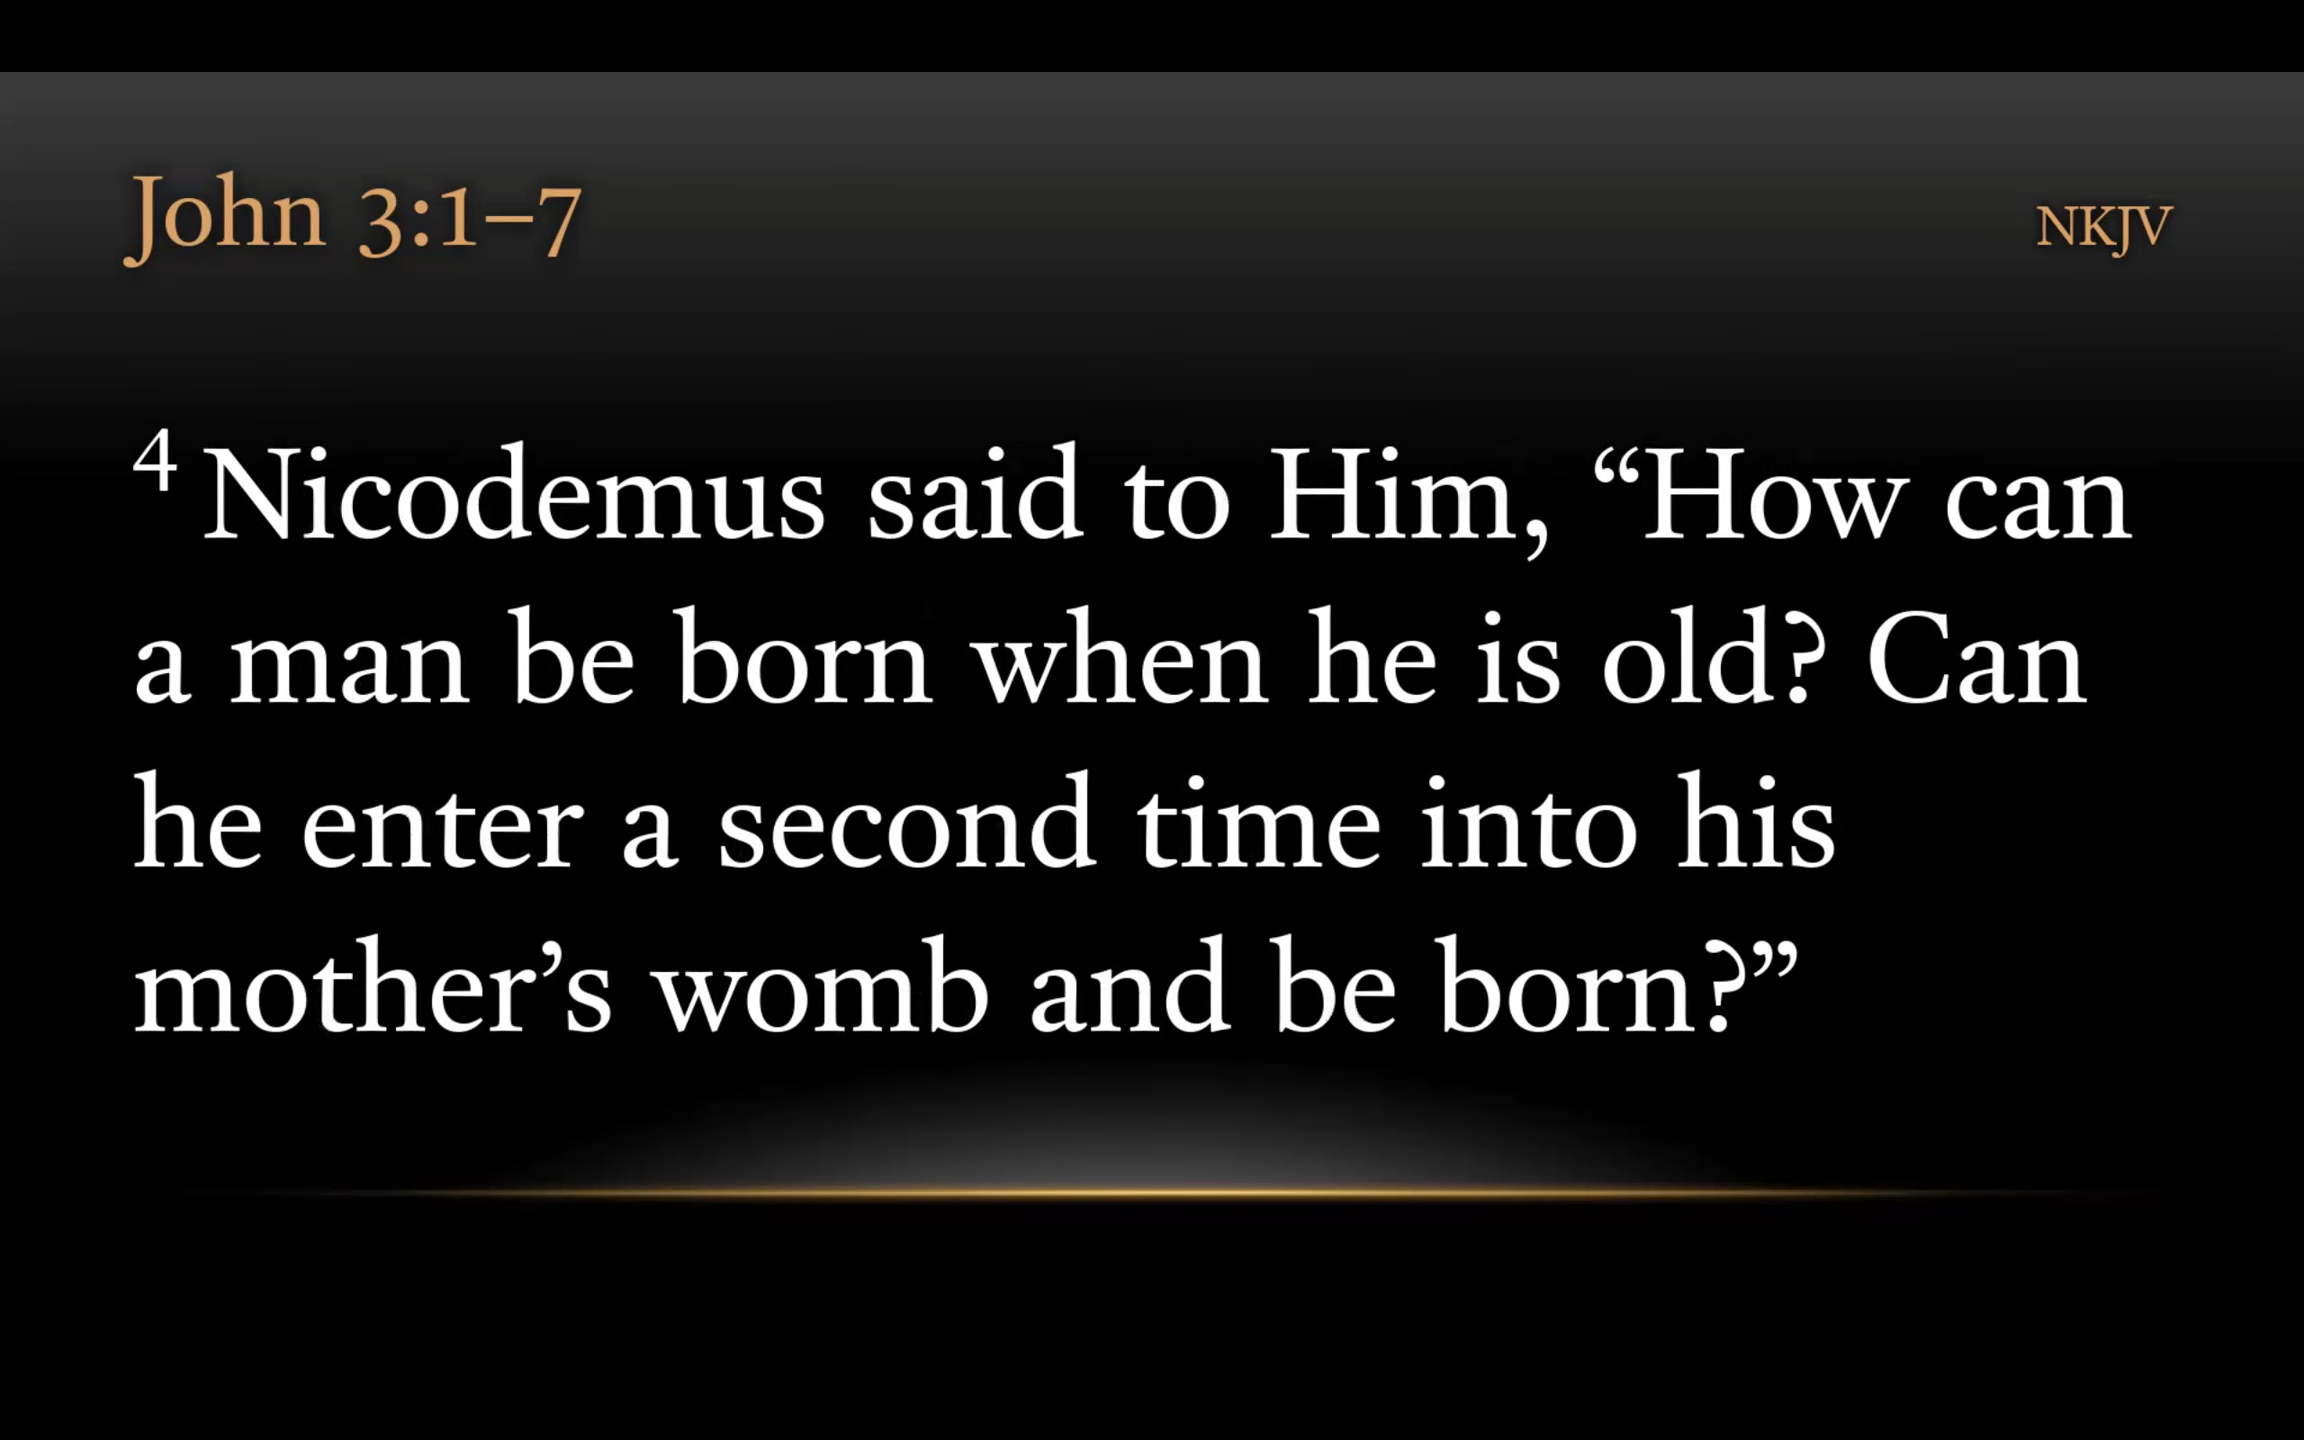 John 3:1–7
NKJV
4 Nicodemus said to Him, “How can
a man be born when he is old? Can
he enter a second time into his
mother’s womb and be born?”